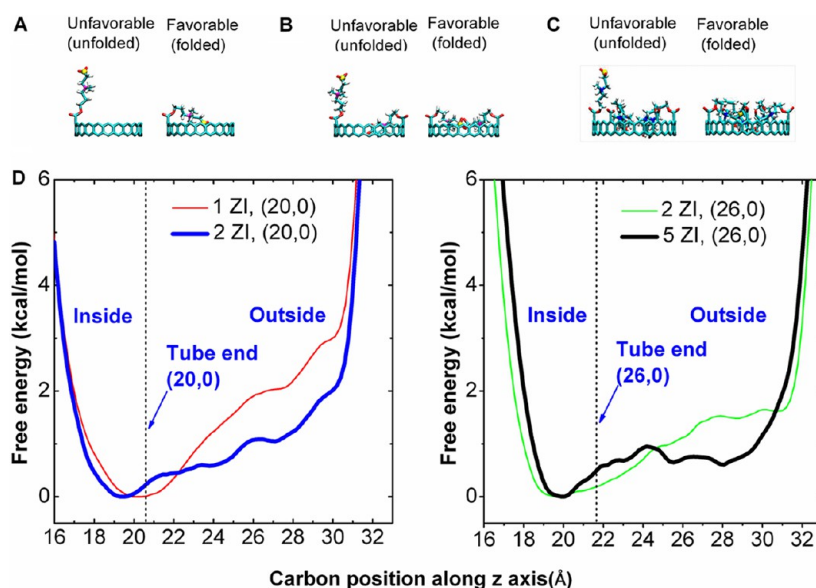 A
Unfavorable
(unfolded)
Favorable
(folded)
B
Unfavorable
(unfolded)
Favorable
(folded)
C
Unfavorable
(unfolded)
Favorable
(folded)
D
Free energy (kcal/mol)
6
4
2
0
1 ZI, (20,0)
2 ZI, (20,0)
Inside
Outside
Tube end
(20,0)
16 18 20 22 24 26 28 30 32
Free energy (kcal/mol)
6
4
2
0
2 ZI, (26,0)
5 ZI, (26,0)
Inside
Outside
Tube end
(26,0)
16 18 20 22 24 26 28 30 32
Carbon position along z axis(Å)